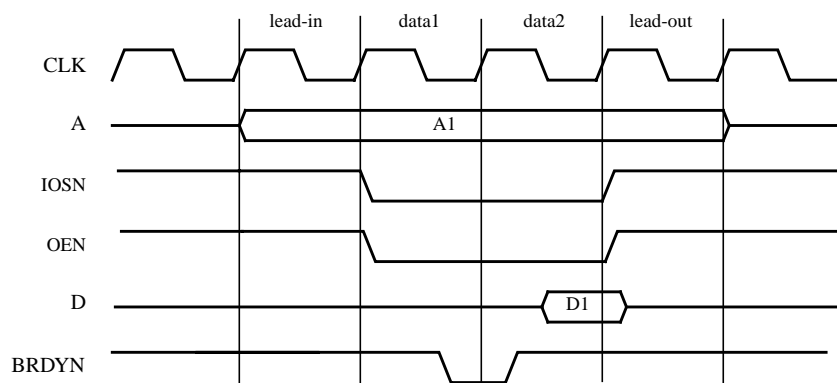 lead-in data1 data2 lead-out
CLK
A A1
IOSN
OEN
D D1
BRDYN